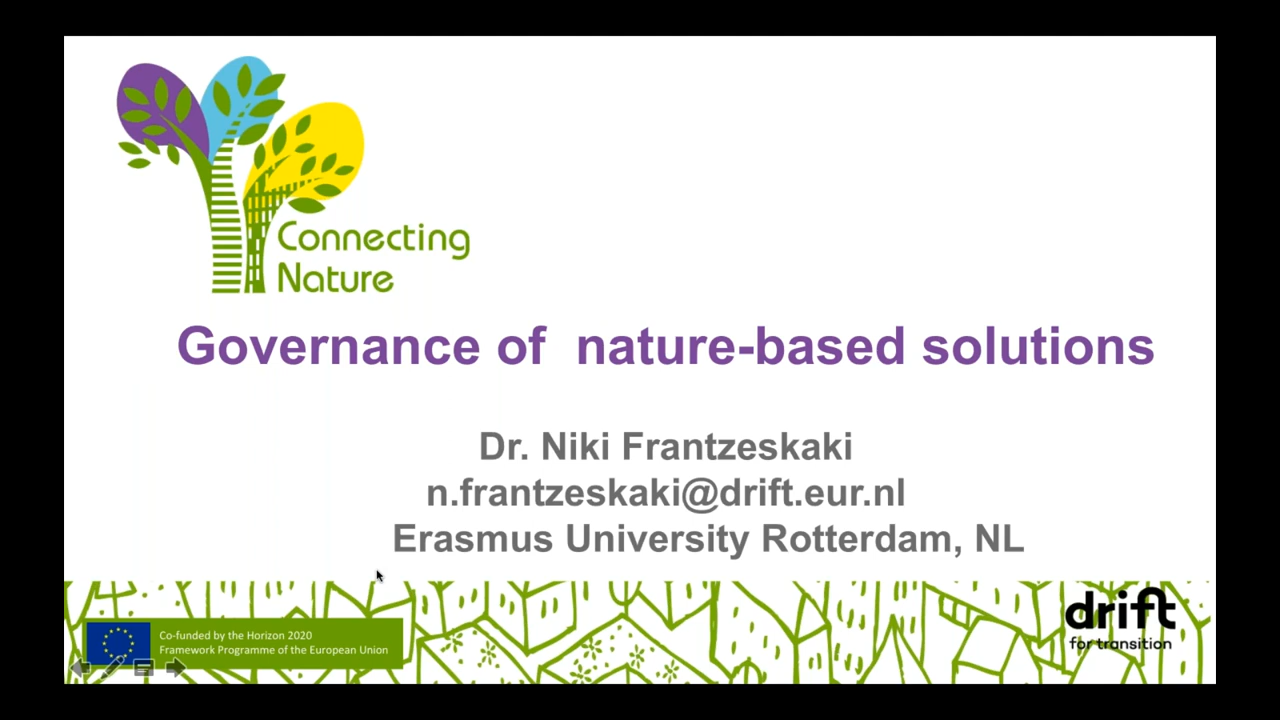 Connecting
Nature
Governance of  nature-based solutions
Dr. Niki Frantzeskaki
n.frantzeskaki@drift.eur.nl
Erasmus University Rotterdam, NL
Co-funded by the Horizon 2020
Framework Programme of the European Union
drift
for transition